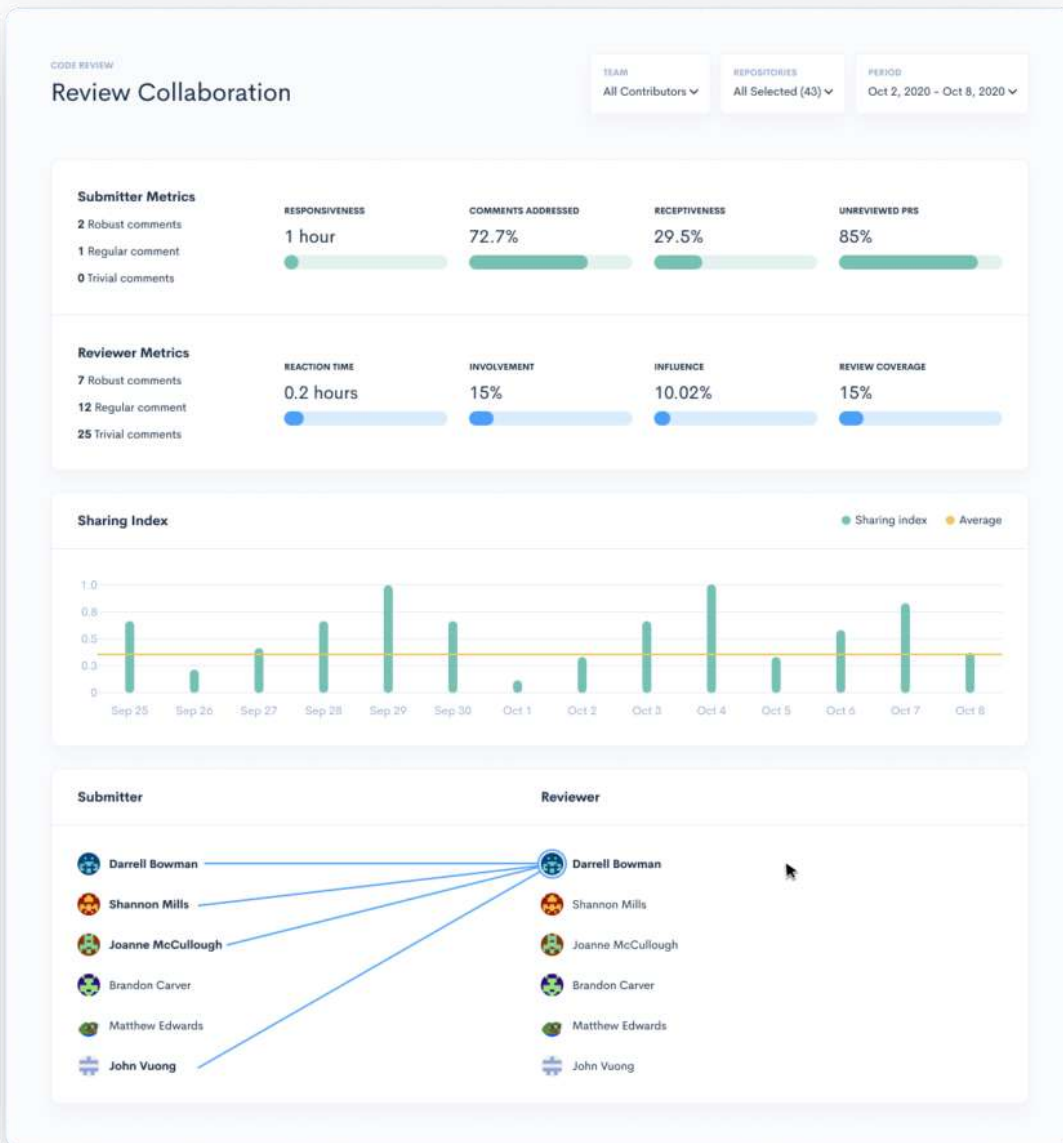 CODE REVIEW
Review Collaboration
TEAM
All Contributors
REPOSITORIES
All Selected (43)
PERIOD
Oct 2, 2020 - Oct 8, 2020
Submitter Metrics
2 Robust comments
1 Regular comment
0 Trivial comments
RESPONSIVENESS
1 hour
COMMENTS ADDRESSED
72.7%
RECEPTIVENESS
29.5%
UNREVIEWED PRS
85%
Reviewer Metrics
7 Robust comments
12 Regular comment
25 Trivial comments
REACTION TIME
0.2 hours
INVOLVEMENT
15%
INFLUENCE
10.02%
REVIEW COVERAGE
15%
Sharing Index
Sharing index
Average
1.0
0.8
0.5
0.3
0
Sep 25 Sep 26 Sep 27 Sep 28 Sep 29 Sep 30 Oct 1 Oct 2 Oct 3 Oct 4 Oct 5 Oct 6 Oct 7 Oct 8
Submitter
Darrell Bowman
Shannon Mills
Joanne McCullough
Brandon Carver
Matthew Edwards
John Vuong
Reviewer
Darrell Bowman
Shannon Mills
Joanne McCullough
Brandon Carver
Matthew Edwards
John Vuong